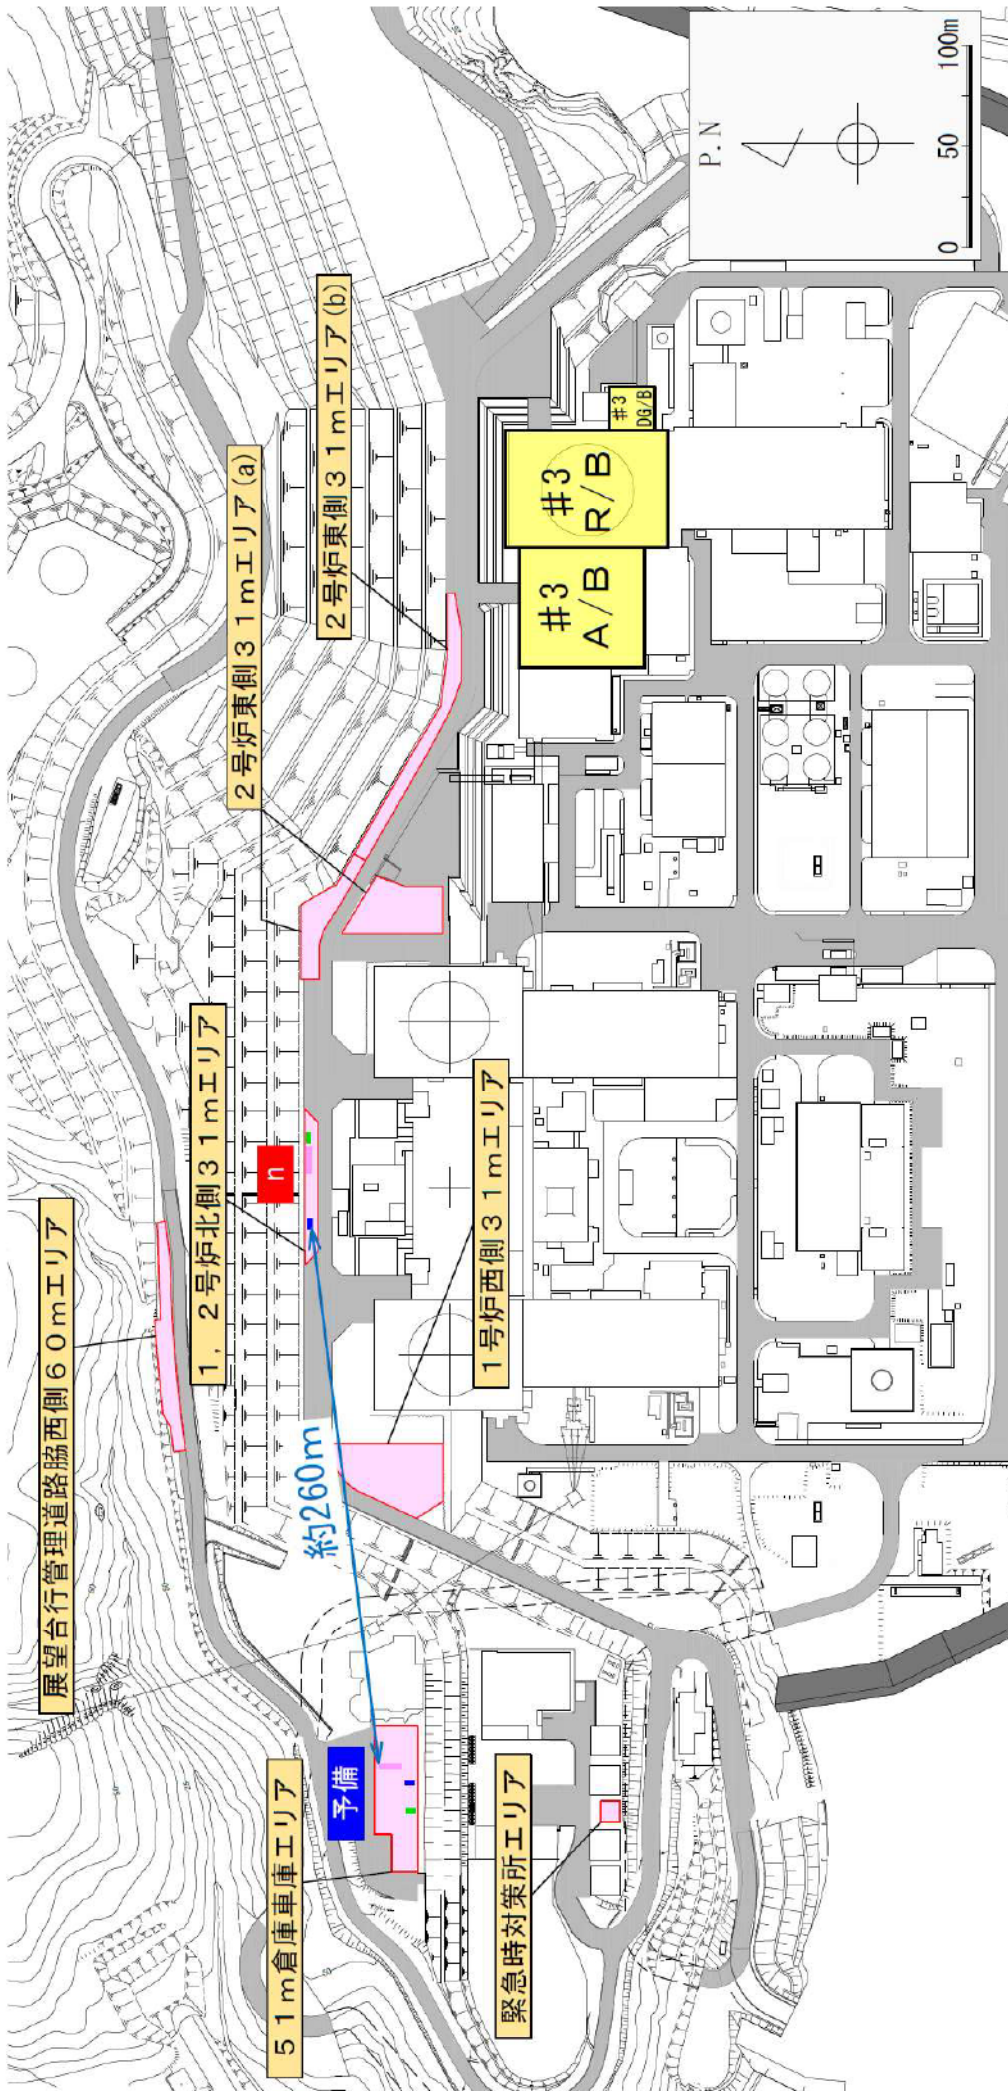 展望台行管理道路脇西側６０ｍエリア
１，２号炉北側３１ｍエリア
２号炉東側３１ｍエリア(a)
２号炉東側３１ｍエリア(b)
５１ｍ倉庫車庫エリア
予備
約260m
n
１号炉西側３１ｍエリア
緊急時対策所エリア
#3
A/B
#3
R/B
#3
DG/B
P.N
0 50 100m